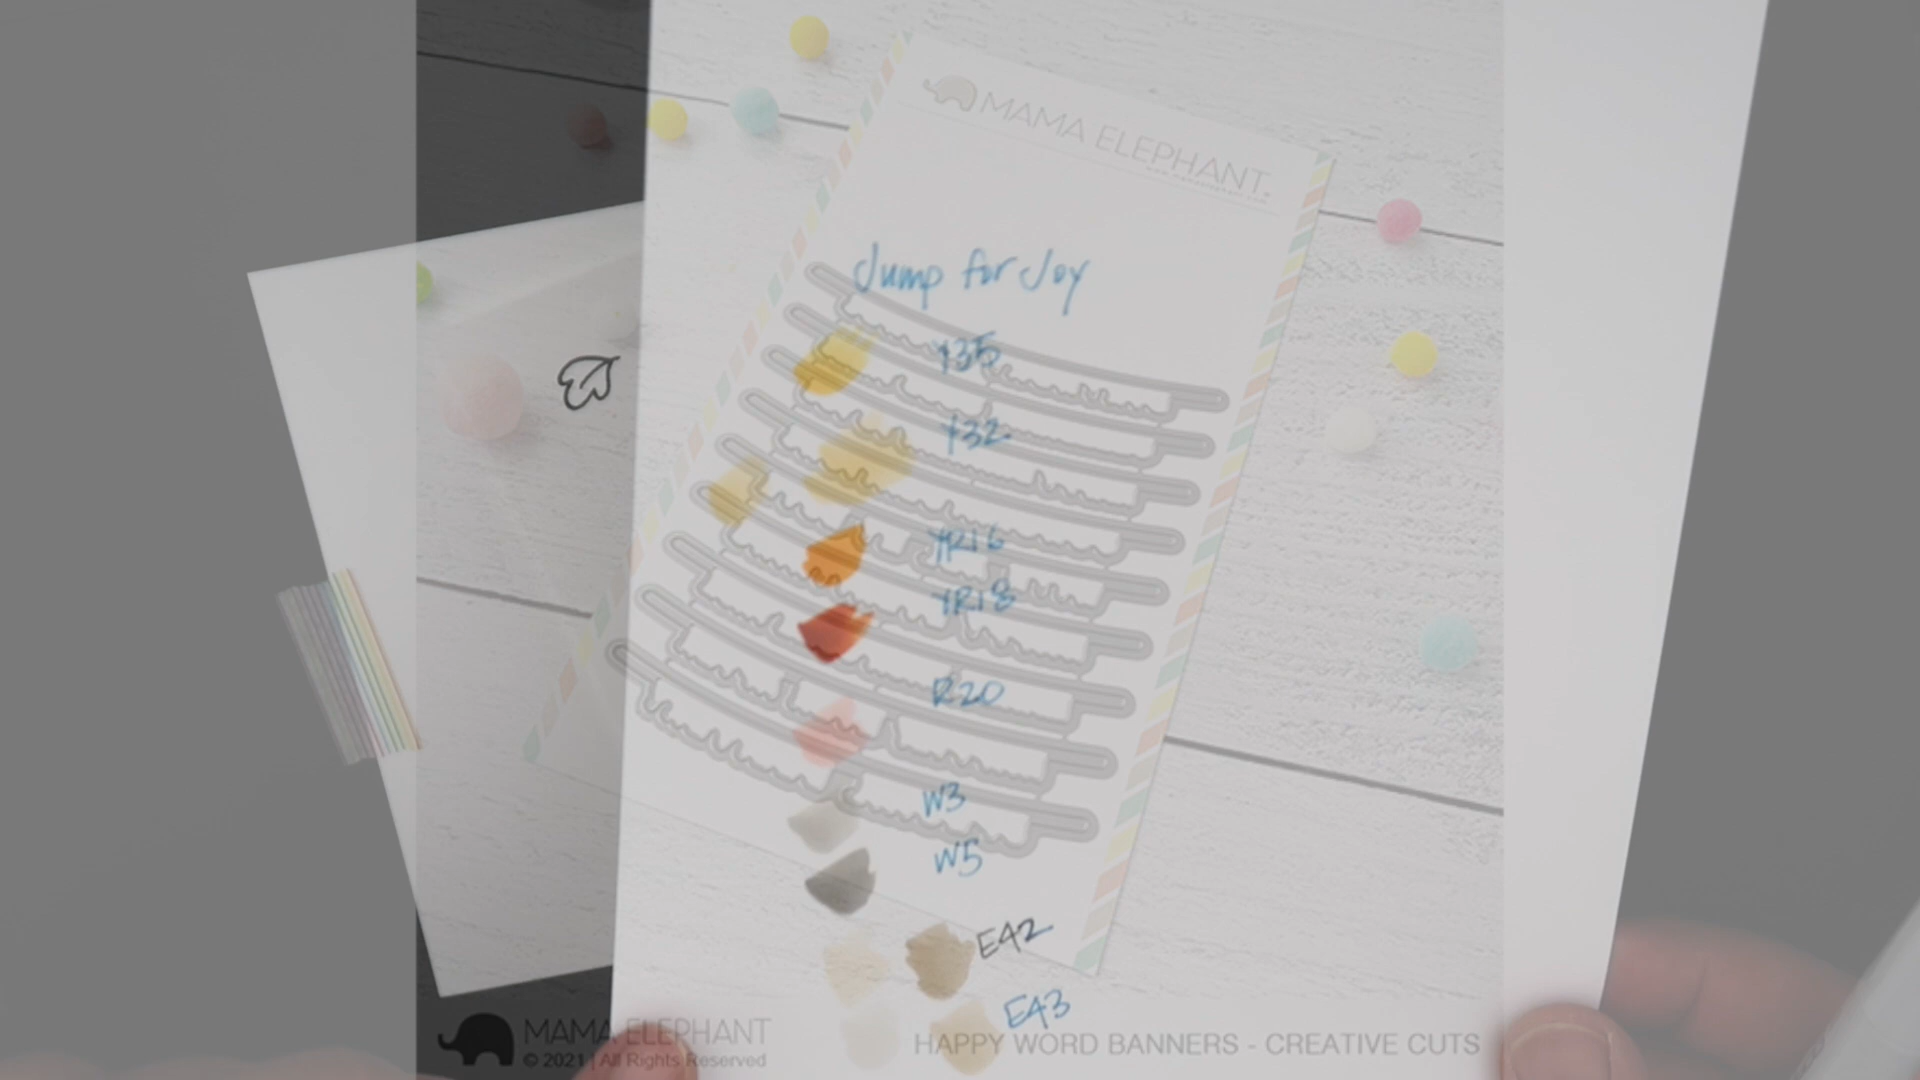 MAMA ELEPHANT
Jump for Joy
Y35
Y32
YR16
YR18
R20
W3
W5
E42
E43
MAMA ELEPHANT
© 2021 | All Rights Reserved
HAPPY WORD BANNERS - CREATIVE CUTS